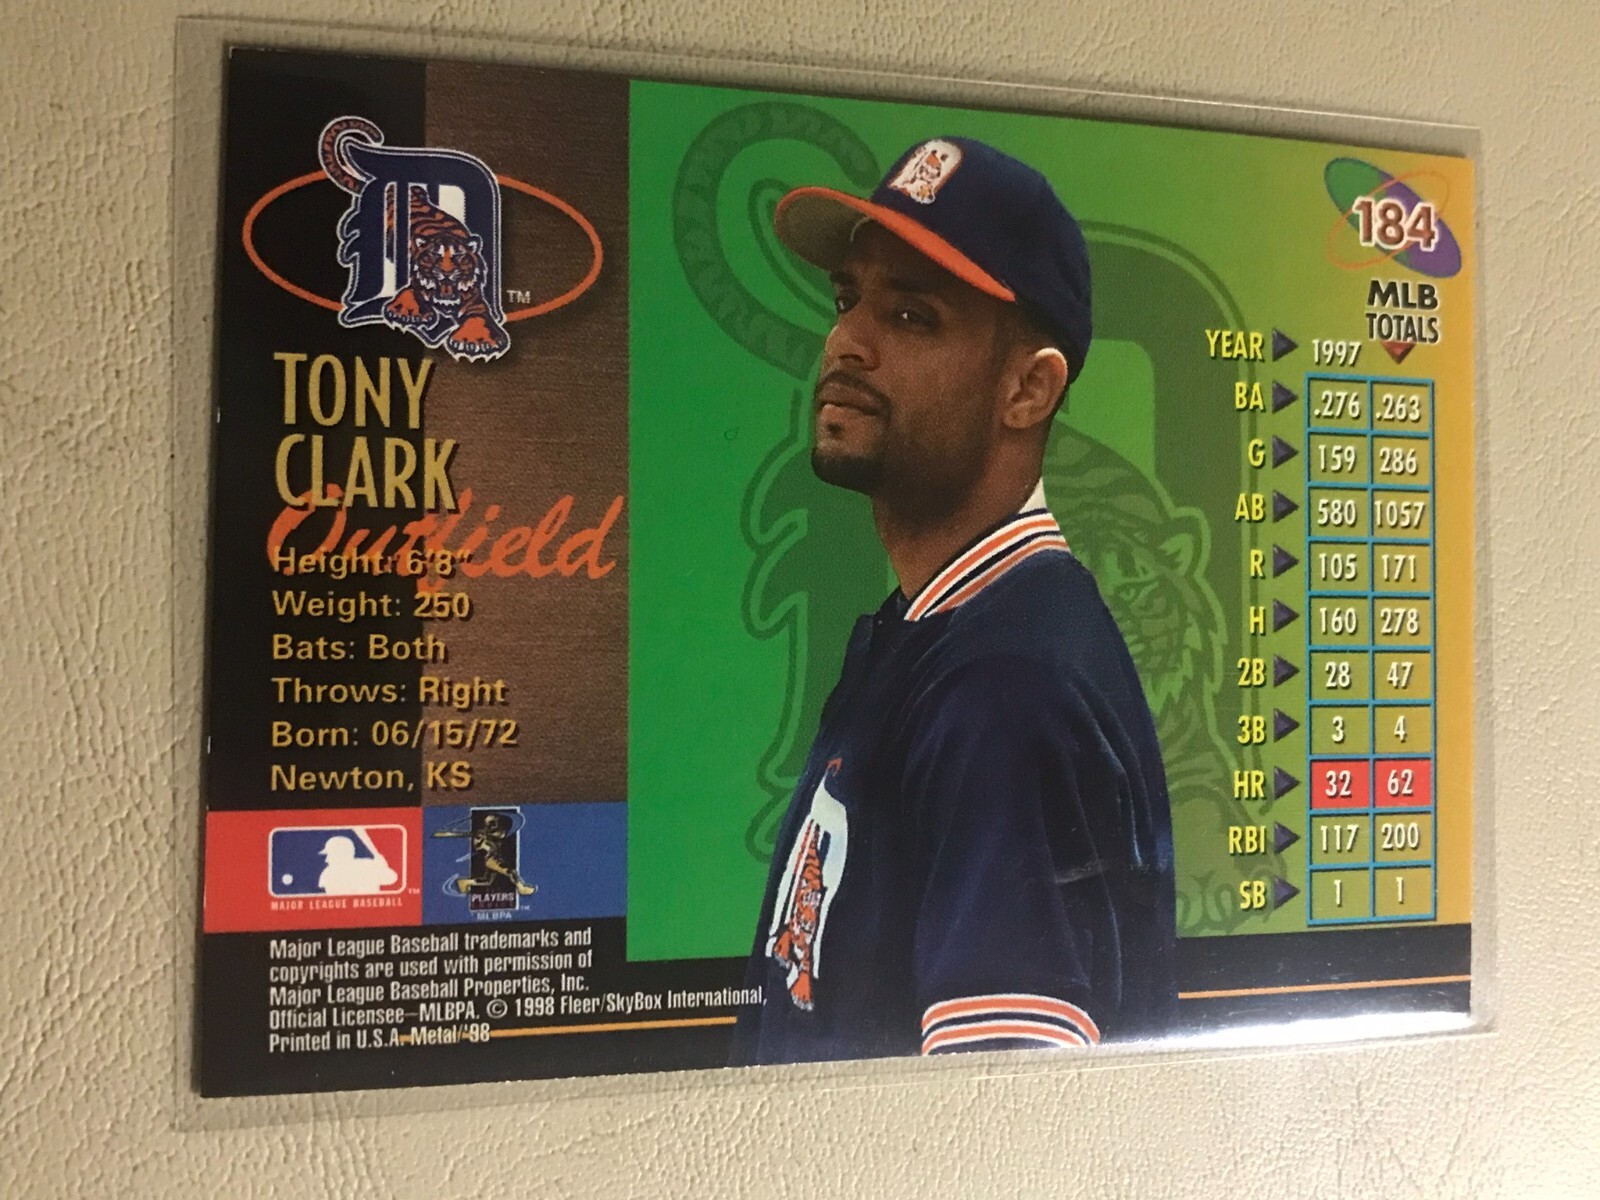 TM
TONY
CLARK
Outfield
Height: 6'8"
Weight: 250
Bats: Both
Throws: Right
Born: 06/15/72
Newton, KS
TM
MAJOR LEAGUE BASEBALL
PLAYERS
CHOICE
TM
MLBPA
Major League Baseball trademarks and
copyrights are used with permission of
Major League Baseball Properties, Inc.
Official Licensee–MLBPA. © 1998 Fleer/SkyBox International,
Printed in U.S.A. Metal/'98
184
MLB
TOTALS
YEAR 1997
BA .276 .263
G 159 286
AB 580 1057
R 105 171
H 160 278
2B 28 47
3B 3 4
HR 32 62
RBI 117 200
SB 1 1